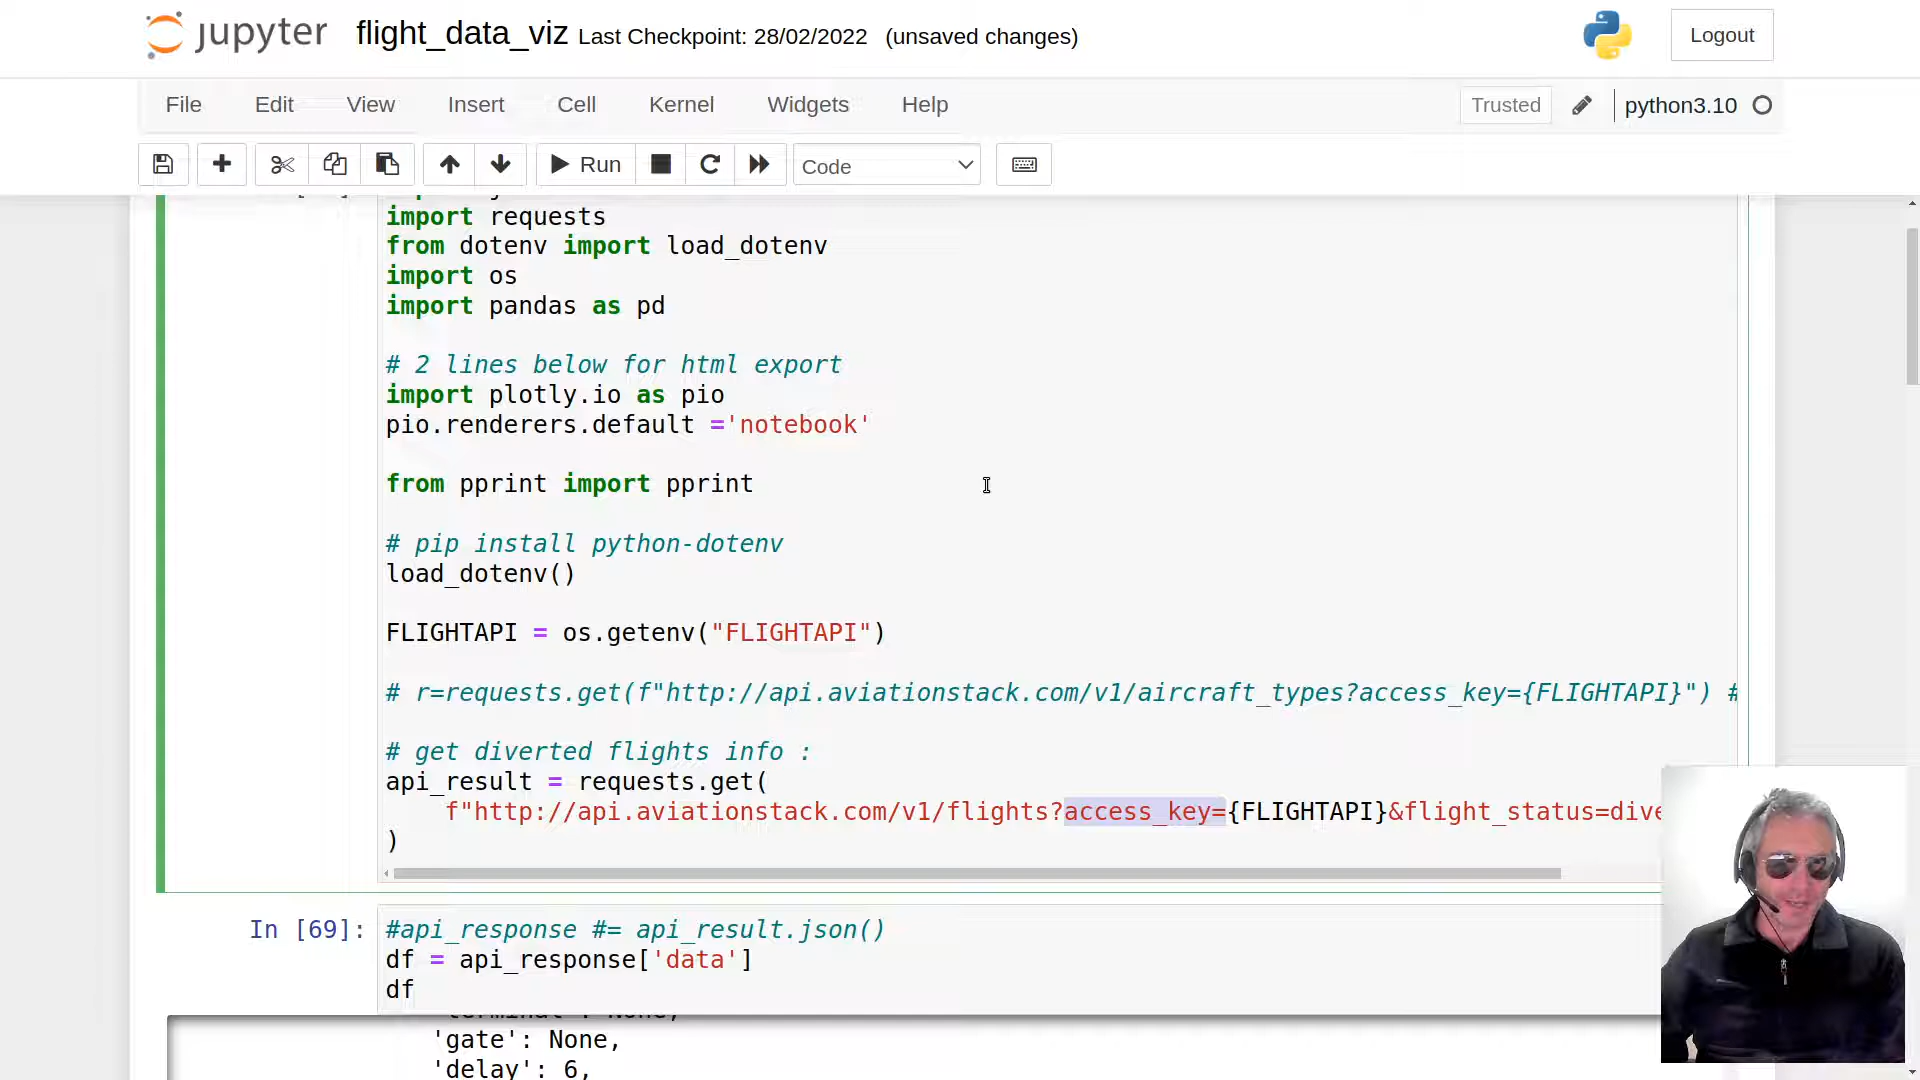 jupyter flight_data_viz Last Checkpoint: 28/02/2022 (unsaved changes) Logout
File Edit View Insert Cell Kernel Widgets Help Trusted python3.10
Run Code
import requests
from dotenv import load_dotenv
import os
import pandas as pd
# 2 lines below for html export
import plotly.io as pio
pio.renderers.default ='notebook'
from pprint import pprint
# pip install python-dotenv
load_dotenv()
FLIGHTAPI = os.getenv("FLIGHTAPI")
# r=requests.get(f"http://api.aviationstack.com/v1/aircraft_types?access_key={FLIGHTAPI}") #
# get diverted flights info :
api_result = requests.get(
f"http://api.aviationstack.com/v1/flights?access_key={FLIGHTAPI}&flight_status=dive
)
In [69]: #api_response #= api_result.json()
df = api_response['data']
df
'gate': None,
'delay': 6,